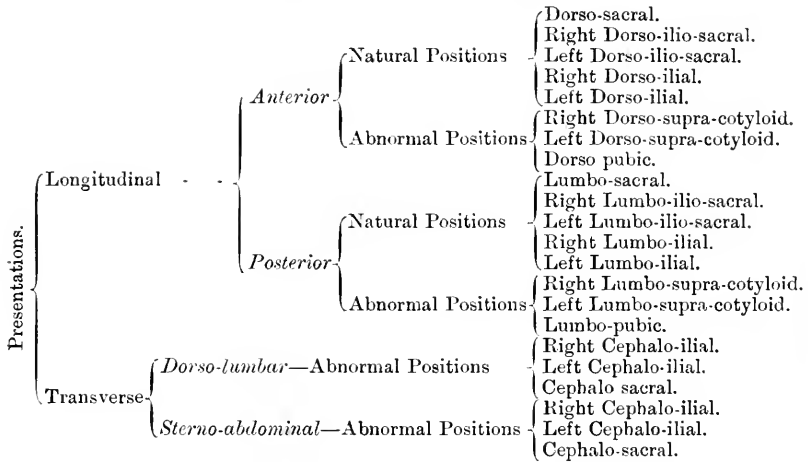 Presentations.
Longitudinal - -
Anterior
Natural Positions
Dorso-sacral.
Right Dorso-ilio-sacral.
Left Dorso-ilio-sacral.
Right Dorso-ilial.
Left Dorso-ilial.
Abnormal Positions
Right Dorso-supra-cotyloid.
Left Dorso-supra-cotyloid.
Dorso pubic.
Posterior
Natural Positions
Lumbo-sacral.
Right Lumbo-ilio-sacral.
Left Lumbo-ilio-sacral.
Right Lumbo-ilial.
Left Lumbo-ilial.
Abnormal Positions
Right Lumbo-supra-cotyloid.
Left Lumbo-supra-cotyloid.
Lumbo-pubic.
Transverse
Dorso-lumbar—Abnormal Positions
Right Cephalo-ilial.
Left Cephalo-ilial.
Cephalo sacral.
Sterno-abdominal—Abnormal Positions
Right Cephalo-ilial.
Left Cephalo-ilial.
Cephalo-sacral.